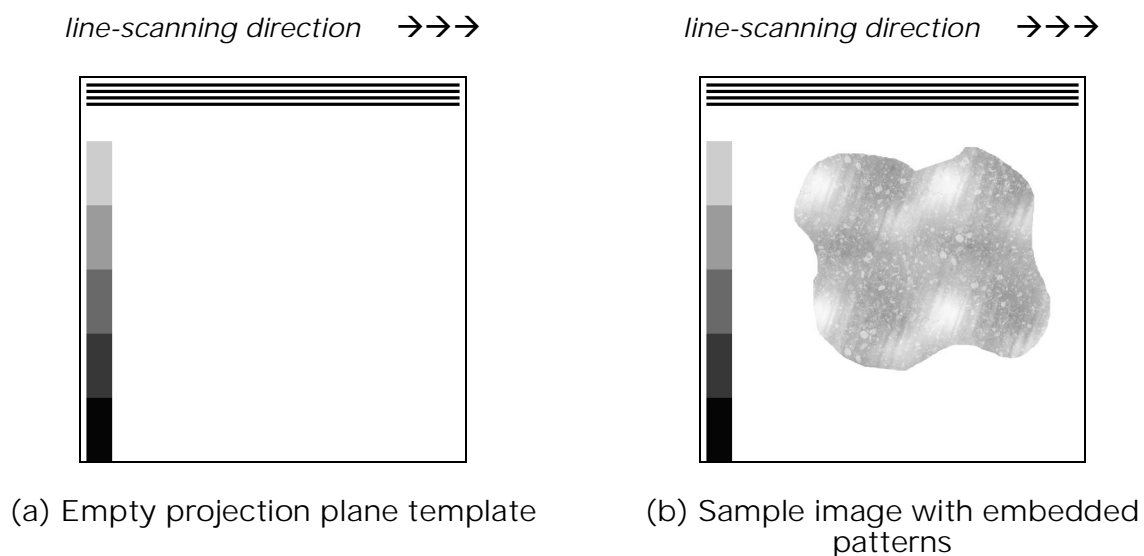 line-scanning direction →→→
line-scanning direction →→→
(a) Empty projection plane template
(b) Sample image with embedded
patterns